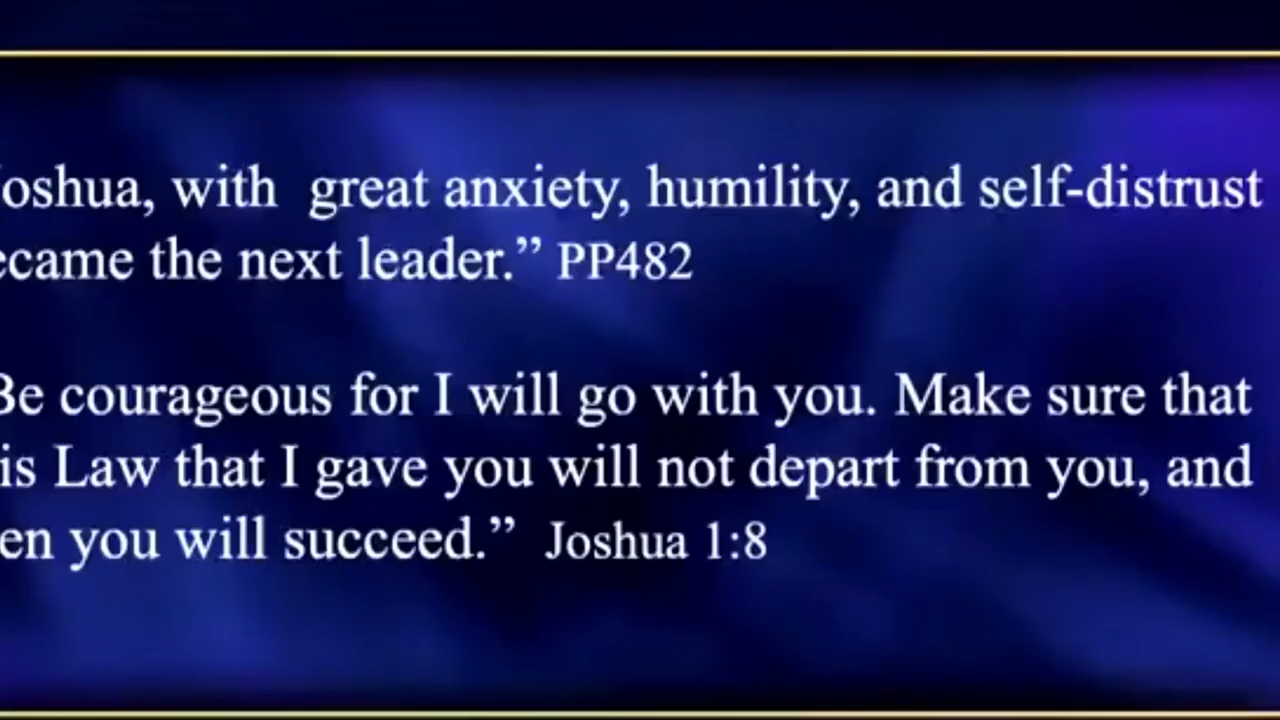 Joshua, with great anxiety, humility, and self-distrust
ecame the next leader.” PP482
Be courageous for I will go with you. Make sure that
is Law that I gave you will not depart from you, and
en you will succeed.” Joshua 1:8